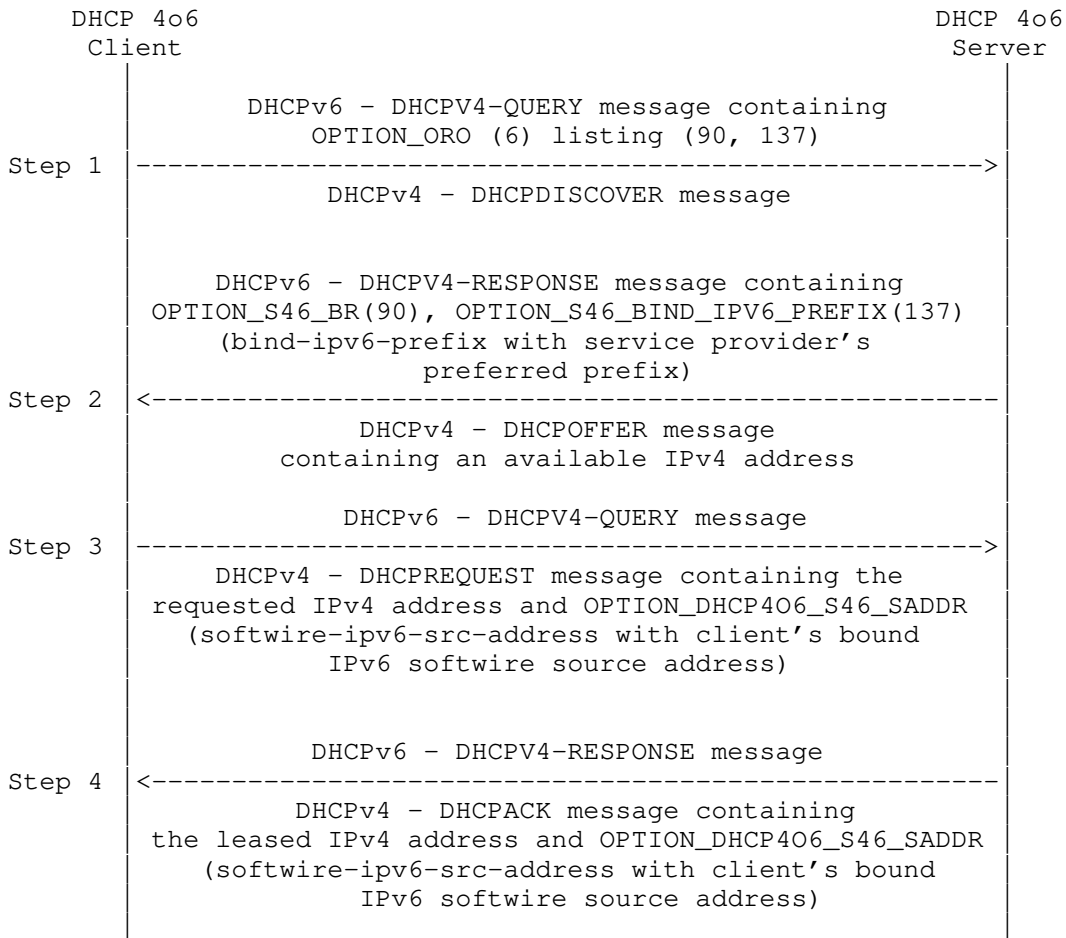 DHCP 4o6 DHCP 4o6
Client Server
DHCPv6 - DHCPV4-QUERY message containing
OPTION_ORO (6) listing (90, 137)
Step 1 |----------------------------------------------------->|
DHCPv4 - DHCPDISCOVER message
DHCPv6 - DHCPV4-RESPONSE message containing
OPTION_S46_BR(90), OPTION_S46_BIND_IPV6_PREFIX(137)
(bind-ipv6-prefix with service provider's
preferred prefix)
Step 2 |<-----------------------------------------------------|
DHCPv4 - DHCPOFFER message
containing an available IPv4 address
DHCPv6 - DHCPV4-QUERY message
Step 3 |----------------------------------------------------->|
DHCPv4 - DHCPREQUEST message containing the
requested IPv4 address and OPTION_DHCP4O6_S46_SADDR
(softwire-ipv6-src-address with client's bound
IPv6 softwire source address)
DHCPv6 - DHCPV4-RESPONSE message
Step 4 |<-----------------------------------------------------|
DHCPv4 - DHCPACK message containing
the leased IPv4 address and OPTION_DHCP4O6_S46_SADDR
(softwire-ipv6-src-address with client's bound
IPv6 softwire source address)